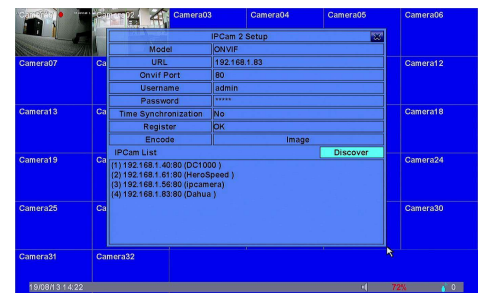 Camera02
Camera03
Camera04
Camera05
Camera06
IPCam 2 Setup
Model ONVIF
URL 192.168.1.83
Onvif Port 80
Username admin
Password *****
Time Synchronization No
Register OK
Encode Image
IPCam List Discover
(1) 192.168.1.40:80 (DC1000 )
(2) 192.168.1.61:80 (HeroSpeed )
(3) 192.168.1.56:80 (ipcamera)
(4) 192.168.1.83:80 (Dahua )
Camera07
Ca
Camera12
Camera13
Ca
Camera18
Camera19
Ca
Camera24
Camera25
Ca
Camera30
Camera31
Camera32
19/08/13 14:22
72%
0